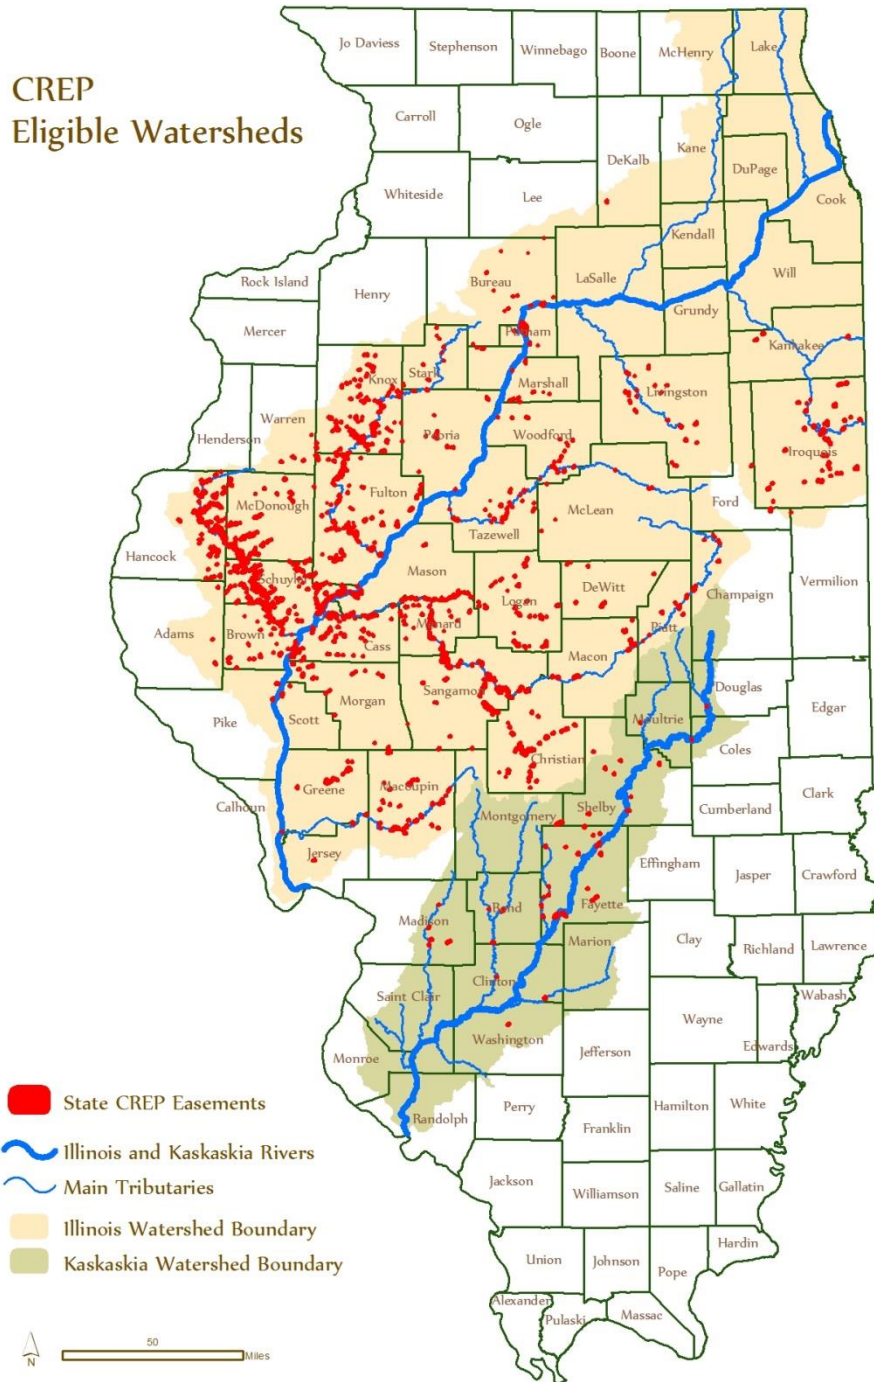 CREP
Eligible Watersheds
Jo Daviess
Stephenson
Winnebago
Boone
McHenry
Lake
Carroll
Ogle
DeKalb
Kane
DuPage
Cook
Whiteside
Lee
Kendall
Will
Rock Island
Henry
Bureau
LaSalle
Grundy
Mercer
Putnam
Kankakee
Knox
Stark
Marshall
Livingston
Warren
Henderson
Peoria
Woodford
Iroquois
Hancock
McDonough
Fulton
Tazewell
McLean
Ford
Vermilion
Schuyler
Mason
Logan
DeWitt
Champaign
Adams
Brown
Cass
Menard
Macon
Piatt
Douglas
Edgar
Pike
Scott
Morgan
Sangamon
Christian
Moultrie
Coles
Calhoun
Greene
Macoupin
Montgomery
Shelby
Cumberland
Clark
Jersey
Effingham
Jasper
Crawford
Madison
Bond
Fayette
Marion
Clay
Richland
Lawrence
Saint Clair
Clinton
Washington
Wayne
Wabash
Edwards
Monroe
Jefferson
Randolph
Perry
Hamilton
White
Franklin
Jackson
Williamson
Saline
Gallatin
Union
Johnson
Pope
Hardin
Alexander
Pulaski
Massac
State CREP Easements
Illinois and Kaskaskia Rivers
Main Tributaries
Illinois Watershed Boundary
Kaskaskia Watershed Boundary
N
50
Miles